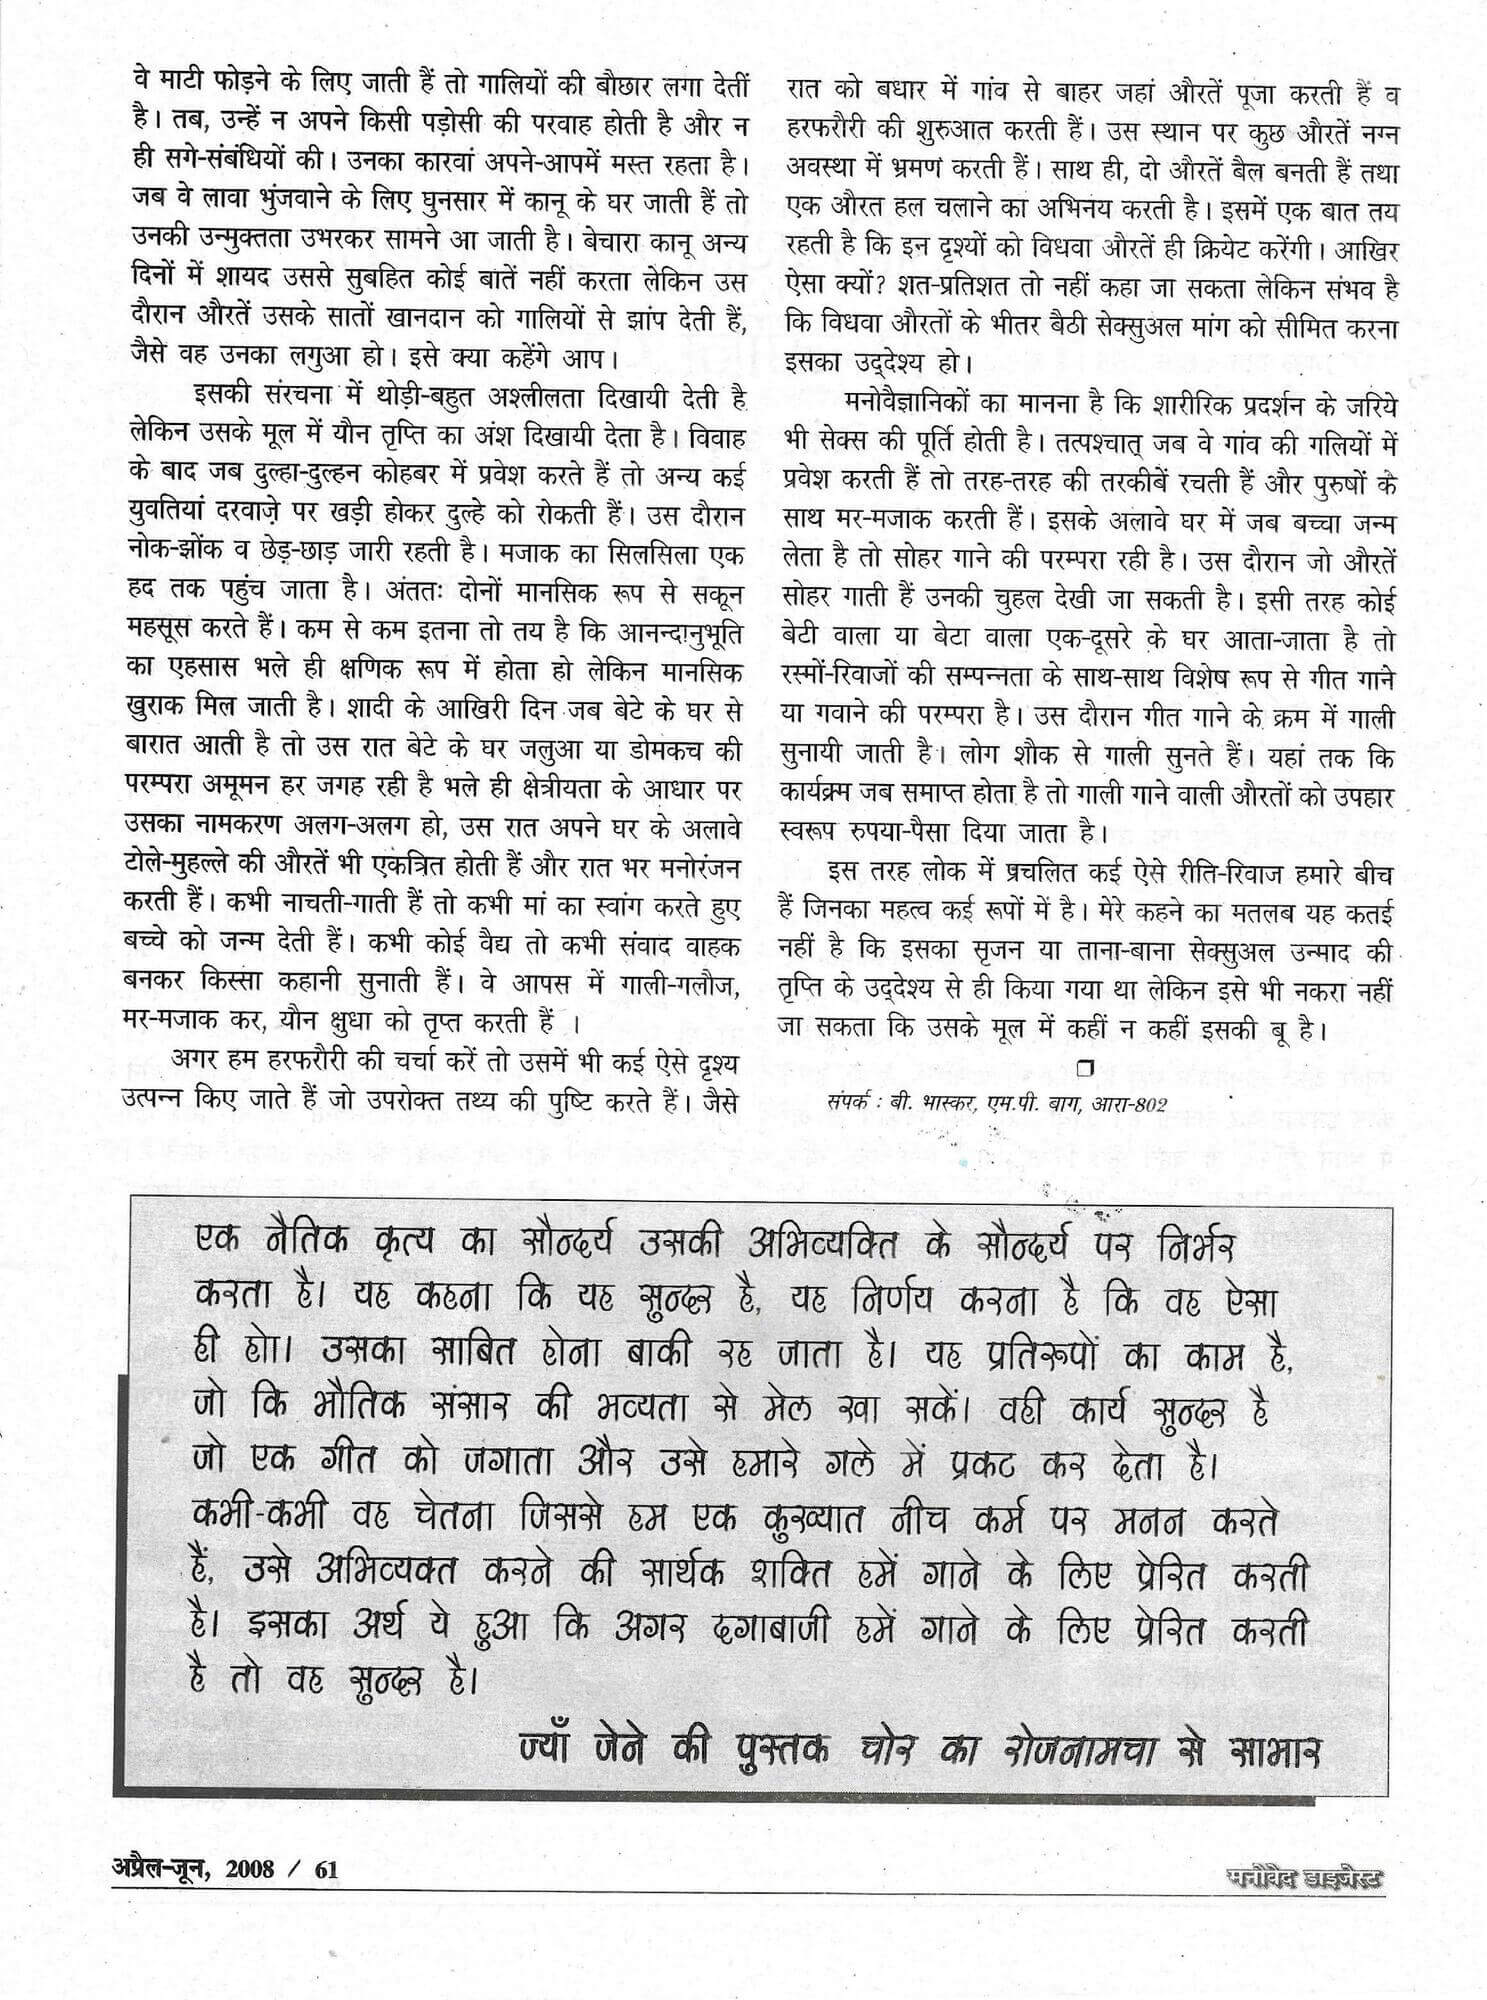 वे माटी फोड़ने के लिए जाती हैं तो गालियों की बौछार लगा देतीं
है। तब, उन्हें न अपने किसी पड़ोसी की परवाह होती है और न
ही सगे-संबंधियों की। उनका कारवां अपने-आपमें मस्त रहता है।
जब वे लावा भुंजवाने के लिए घुनसार में कानू के घर जाती हैं तो
उनकी उन्मुक्तता उभरकर सामने आ जाती है। बेचारा कानू अन्य
दिनों में शायद उससे सुबहित कोई बातें नहीं करता लेकिन उस
दौरान औरतें उसके सातों खानदान को गालियों से झांप देती हैं,
जैसे वह उनका लगुआ हो। इसे क्या कहेंगे आप।
इसकी संरचना में थोड़ी-बहुत अश्लीलता दिखायी देती है
लेकिन उसके मूल में यौन तृप्ति का अंश दिखायी देता है। विवाह
के बाद जब दुल्हा-दुल्हन कोहबर में प्रवेश करते हैं तो अन्य कई
युवतियां दरवाज़े पर खड़ी होकर दुल्हे को रोकती हैं। उस दौरान
नोक-झोंक व छेड़-छाड़ जारी रहती है। मजाक का सिलसिला एक
हद तक पहुंच जाता है। अंततः दोनों मानसिक रूप से सकून
महसूस करते हैं। कम से कम इतना तो तय है कि आनन्दानुभूति
का एहसास भले ही क्षणिक रूप में होता हो लेकिन मानसिक
खुराक मिल जाती है। शादी के आखिरी दिन जब बेटे के घर से
बारात आती है तो उस रात बेटे के घर जलुआ या डोमकच की
परम्परा अमूमन हर जगह रही है भले ही क्षेत्रीयता के आधार पर
उसका नामकरण अलग-अलग हो, उस रात अपने घर के अलावे
टोले-मुहल्ले की औरतें भी एकत्रित होती हैं और रात भर मनोरंजन
करती हैं। कभी नाचती-गाती हैं तो कभी मां का स्वांग करते हुए
बच्चे को जन्म देती हैं। कभी कोई वैद्य तो कभी संवाद वाहक
बनकर किस्सा कहानी सुनाती हैं। वे आपस में गाली-गलौज,
मर-मजाक कर, यौन क्षुधा को तृप्त करती हैं ।
अगर हम हरफरौरी की चर्चा करें तो उसमें भी कई ऐसे दृश्य
उत्पन्न किए जाते हैं जो उपरोक्त तथ्य की पुष्टि करते हैं। जैसे
रात को बधार में गांव से बाहर जहां औरतें पूजा करती हैं व
हरफरौरी की शुरुआत करती हैं। उस स्थान पर कुछ औरतें नग्न
अवस्था में भ्रमण करती हैं। साथ ही, दो औरतें बैल बनती हैं तथा
एक औरत हल चलाने का अभिनय करती है। इसमें एक बात तय
रहती है कि इन दृश्यों को विधवा औरतें ही क्रियेट करेंगी। आखिर
ऐसा क्यों? शत-प्रतिशत तो नहीं कहा जा सकता लेकिन संभव है
कि विधवा औरतों के भीतर बैठी सेक्सुअल मांग को सीमित करना
इसका उद्देश्य हो।
मनोवैज्ञानिकों का मानना है कि शारीरिक प्रदर्शन के जरिये
भी सेक्स की पूर्ति होती है। तत्पश्चात् जब वे गांव की गलियों में
प्रवेश करती हैं तो तरह-तरह की तरकीबें रचती हैं और पुरुषों के
साथ मर-मजाक करती हैं। इसके अलावे घर में जब बच्चा जन्म
लेता है तो सोहर गाने की परम्परा रही है। उस दौरान जो औरतें
सोहर गाती हैं उनकी चुहल देखी जा सकती है। इसी तरह कोई
बेटी वाला या बेटा वाला एक-दूसरे के घर आता-जाता है तो
रस्मों-रिवाजों की सम्पन्नता के साथ-साथ विशेष रूप से गीत गाने
या गवाने की परम्परा है। उस दौरान गीत गाने के क्रम में गाली
सुनायी जाती है। लोग शौक से गाली सुनते हैं। यहां तक कि
कार्यक्रम जब समाप्त होता है तो गाली गाने वाली औरतों को उपहार
स्वरूप रुपया-पैसा दिया जाता है।
इस तरह लोक में प्रचलित कई ऐसे रीति-रिवाज हमारे बीच
हैं जिनका महत्व कई रूपों में है। मेरे कहने का मतलब यह कतई
नहीं है कि इसका सृजन या ताना-बाना सेक्सुअल उन्माद की
तृप्ति के उद्देश्य से ही किया गया था लेकिन इसे भी नकरा नहीं
जा सकता कि उसके मूल में कहीं न कहीं इसकी बू है।
संपर्क : बी. भास्कर, एम.पी. बाग, आरा-802
एक नैतिक कृत्य का सौन्दर्य उसकी अभिव्यक्ति के सौन्दर्य पर निर्भर
करता है। यह कहना कि यह सुन्दर है, यह निर्णय करना है कि वह ऐसा
ही होा। उसका साबित होना बाकी रह जाता है। यह प्रतिरूपों का काम है,
जो कि भौतिक संसार की भव्यता से मेल खा सकें। वही कार्य सुन्दर है
जो एक गीत को जगाता और उसे हमारे गले में प्रकट कर देता है।
कभी-कभी वह चेतना जिससे हम एक कुख्यात नीच कर्म पर मनन करते
हैं, उसे अभिव्यक्त करने की सार्थक शक्ति हमें गाने के लिए प्रेरित करती
है। इसका अर्थ ये हुआ कि अगर दगाबाजी हमें गाने के लिए प्रेरित करती
है तो वह सुन्दर है।
ज्याँ जेने की पुस्तक चोर का रोजनामचा से साभार
अप्रैल-जून, 2008 / 61
मनोवेद डाइजेस्ट